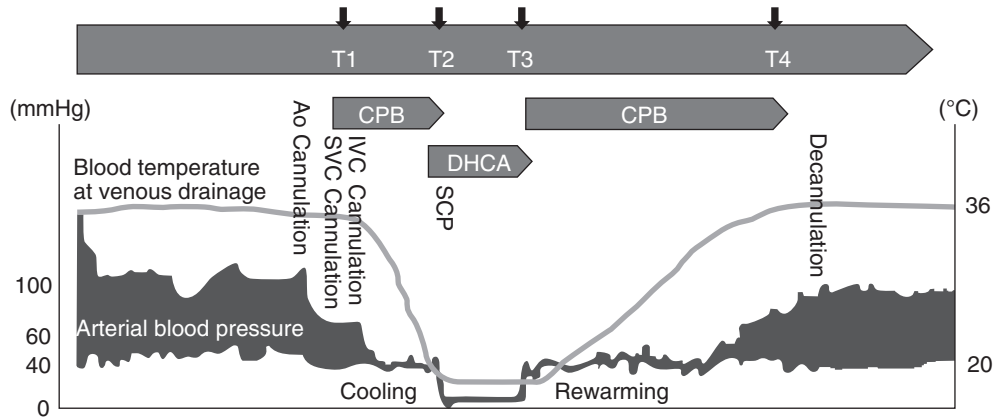 T1 T2 T3 T4
(mmHg)
(°C)
CPB
CPB
DHCA
Ao Cannulation
SVC Cannulation
IVC Cannulation
SCP
Decannulation
Blood temperature
at venous drainage
36
100
Arterial blood pressure
60
40
20
Cooling
Rewarming
0